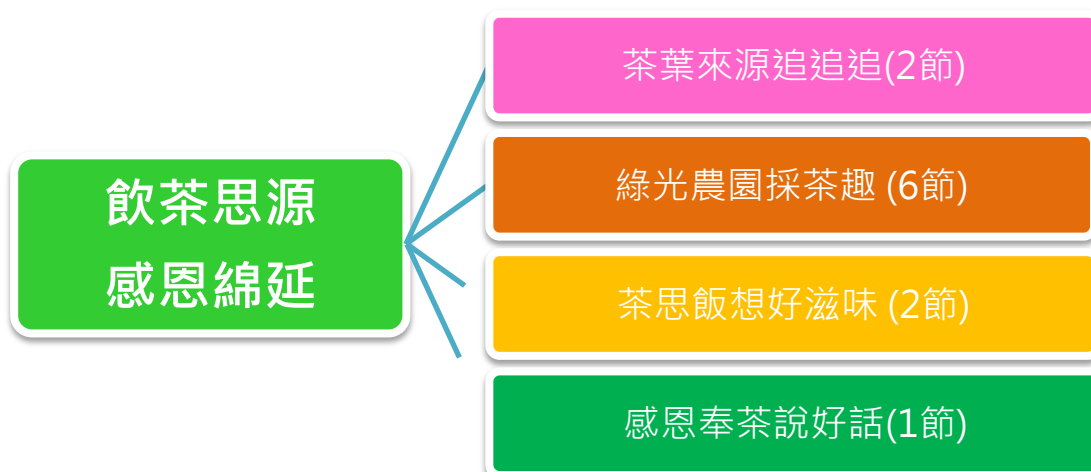 飲茶思源
感恩綿延
茶葉來源追追追(2節)
綠光農園採茶趣 (6節)
茶思飯想好滋味 (2節)
感恩奉茶說好話(1節)